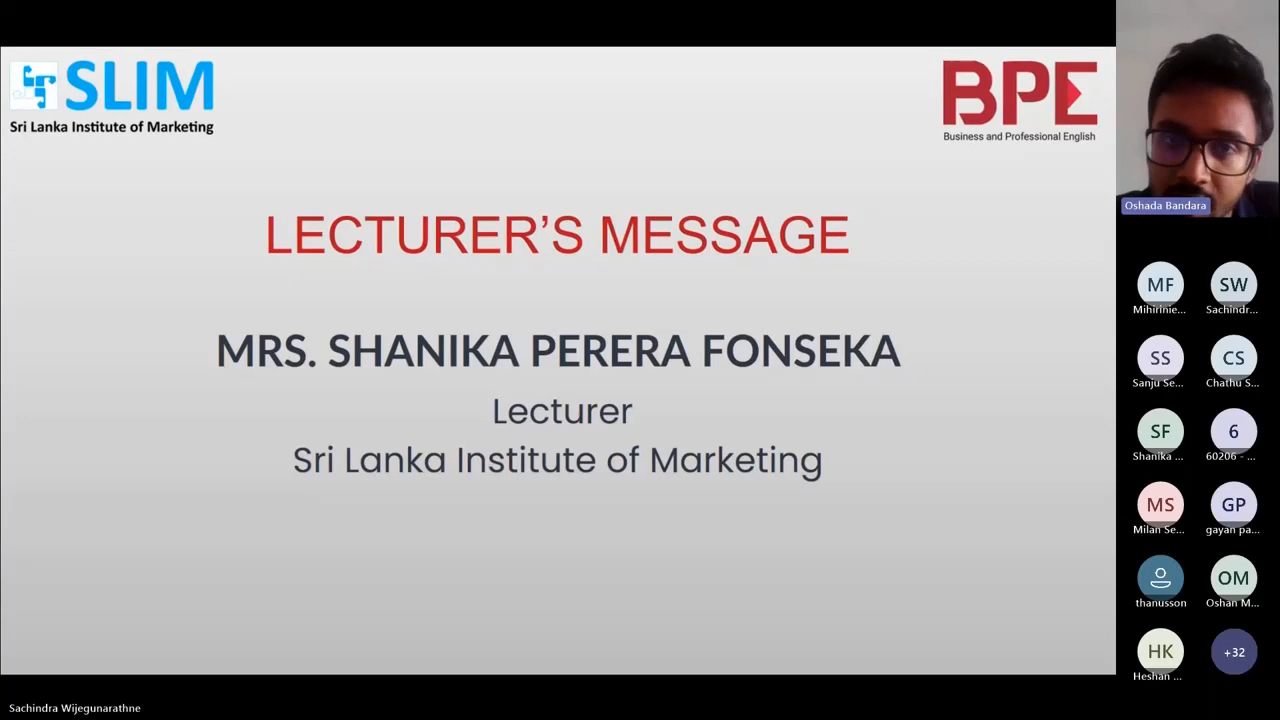 SLIM
Sri Lanka Institute of Marketing
BPE
Business and Professional English
LECTURER'S MESSAGE
MRS. SHANIKA PERERA FONSEKA
Lecturer
Sri Lanka Institute of Marketing
Oshada Bandara
MF
Mihirinie...
SW
Sachindr...
SS
Sanju Se...
CS
Chathu S...
SF
Shanika ...
6
60206 - ...
MS
Milan Se...
GP
gayan pa...
thanusson
OM
Oshan M...
HK
Heshan ...
+32
Sachindra Wijegunarathne